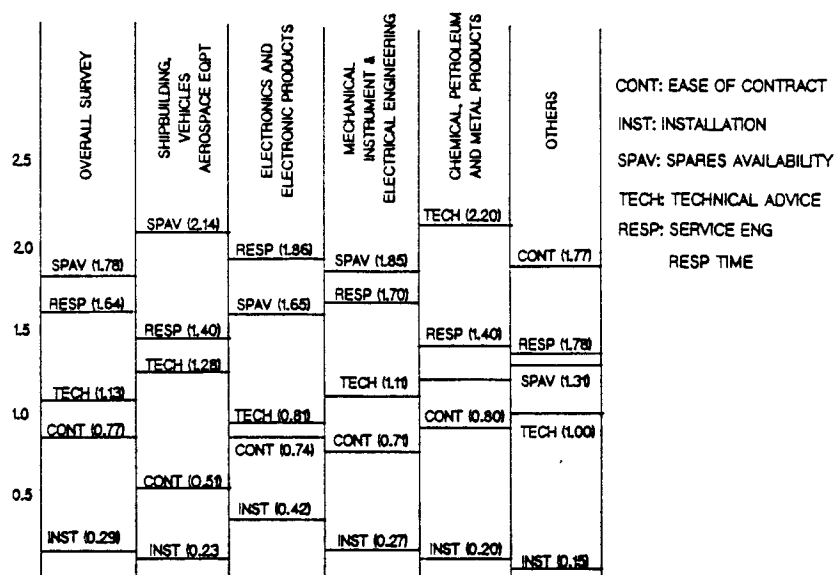 OVERALL SURVEY
SHIPBUILDING,
VEHICLES
AEROSPACE EQPT
ELECTRONICS AND
ELECTRONIC PRODUCTS
MECHANICAL
INSTRUMENT &
ELECTRICAL ENGINEERING
CHEMICAL, PETROLEUM
AND METAL PRODUCTS
OTHERS
CONT: EASE OF CONTRACT
INST: INSTALLATION
SPAV: SPARES AVAILABILITY
TECH: TECHNICAL ADVICE
RESP: SERVICE ENG
RESP TIME
2.5
2.0
1.5
1.0
0.5
SPAV (1.78)
RESP (1.64)
TECH (1.13)
CONT (0.77)
INST (0.29)
SPAV (2.14)
RESP (1.40)
TECH (1.28)
CONT (0.51)
INST (0.23
RESP (1.86)
SPAV (1.65)
TECH (0.81)
CONT (0.74)
INST (0.42)
SPAV (1.85)
RESP (1.70)
TECH (1.11)
CONT (0.71)
INST (0.27)
TECH (2.20)
RESP (1.40)
CONT (0.80)
INST (0.20)
CONT (1.77)
RESP (1.78)
SPAV (1.31)
TECH (1.00)
INST (0.15)